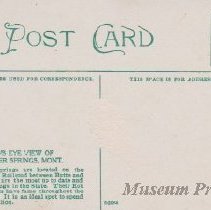 POST CARD
USED FOR CORRESPONDENCE.
THIS SPACE IS FOR ADDRESS
EYE VIEW OF
SPRINGS, MONT.
springs are located on the
Railroad between Butte and
are the most up to date and
in the State. Their Hot
have fame throughout the
It is an ideal spot to spend
Museum Pr